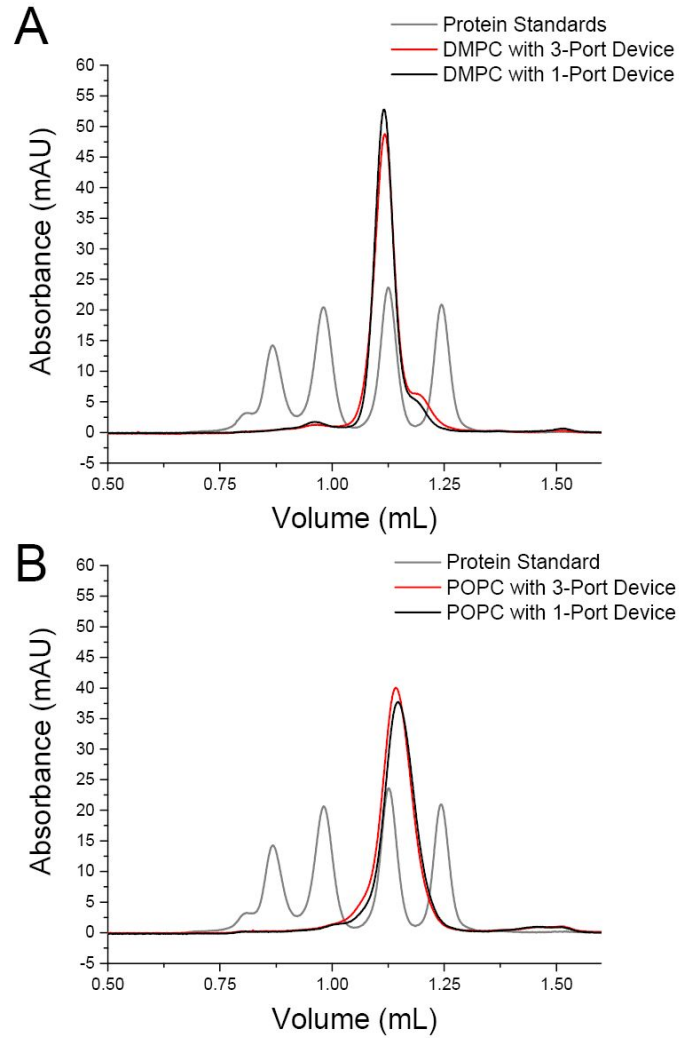 A
Protein Standards
DMPC with 3-Port Device
DMPC with 1-Port Device
60
55
50
45
40
35
30
25
20
15
10
5
0
-5
Absorbance (mAU)
0.50 0.75 1.00 1.25 1.50
Volume (mL)
B
Protein Standard
POPC with 3-Port Device
POPC with 1-Port Device
60
55
50
45
40
35
30
25
20
15
10
5
0
-5
Absorbance (mAU)
0.50 0.75 1.00 1.25 1.50
Volume (mL)